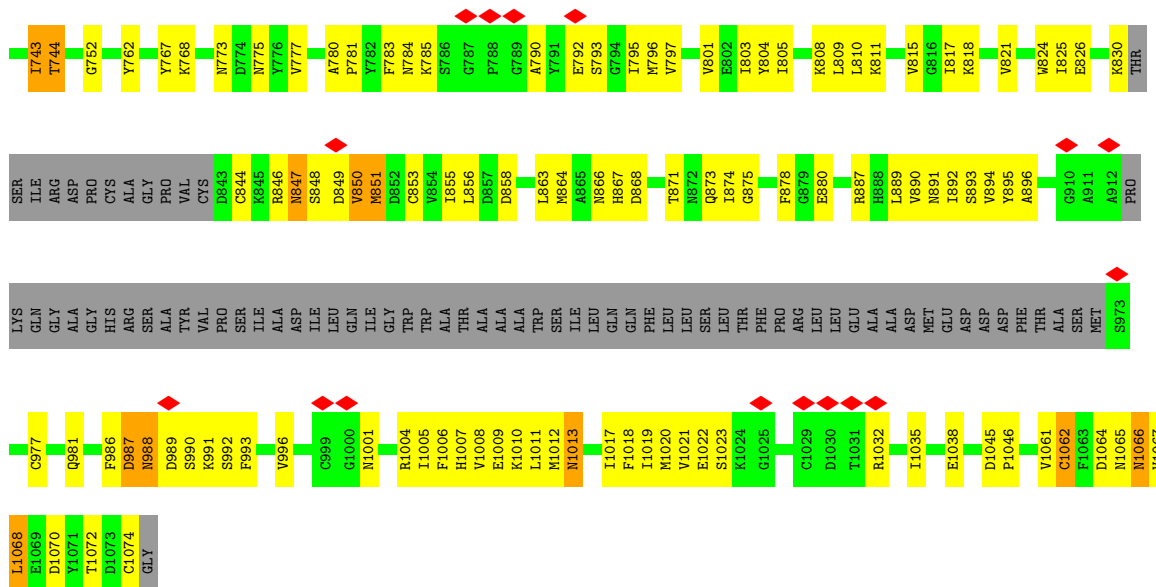 I743 T744 G752 Y762 Y767 K768 N773 D774 N775 Y776 V777 A780 P781 Y782 F783 N784 K785 S786 G787 P788 G789 A790 Y791 E792 S793 G794 I795 M796 V797 V801 E802 I803 Y804 I805 K808 L809 L810 K811 V815 G816 I817 K818 V821 W824 I825 E826 K830 THR
SER ILE ARG ASP PRO CYS ALA GLY PRO VAL CYS D843 C844 K845 R846 N847 S848 D849 V850 M851 D852 C853 V854 I855 L856 D857 D858 L863 M864 A865 N866 H867 D868 T871 N872 Q873 I874 G875 F878 G879 E880 R887 H888 L889 V890 N891 I892 S893 V894 Y895 A896 G910 A911 A912 PRO
LYS GLN GLY ALA GLY HIS ARG SER ALA TYR VAL PRO SER ILE ALA ASP ILE LEU GLN ILE GLY TRP TRP ALA THR ALA ALA ALA TRP SER ILE LEU GLN GLN PHE LEU LEU SER LEU THR PHE PRO ARG LEU LEU GLU ALA ALA ASP MET GLU ASP ASP ASP PHE THR ALA SER MET S973
C977 Q981 F986 D987 N988 D989 S990 K991 S992 F993 V996 C999 G1000 N1001 R1004 I1005 F1006 H1007 V1008 E1009 K1010 L1011 M1012 N1013 I1017 F1018 I1019 M1020 V1021 E1022 S1023 K1024 G1025 C1029 D1030 T1031 R1032 I1035 E1038 D1045 P1046 V1061 C1062 F1063 D1064 N1065 N1066
L1068 E1069 D1070 Y1071 T1072 D1073 C1074 GLY